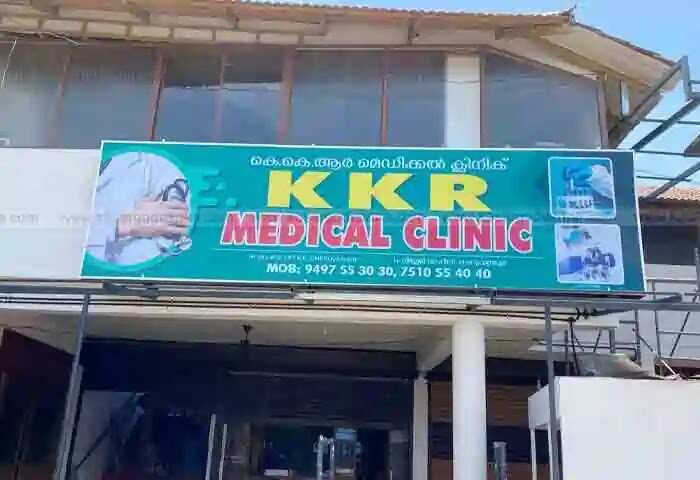 കെ.കെ.ആർ മെഡിക്കൽ ക്ലിനിക്
KKR
MEDICAL CLINIC
MOB: 9497 55 30 30, 7510 55 40 40